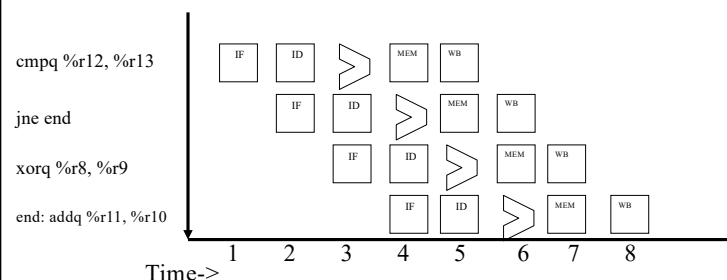 cmpq %r12, %r13 IF ID MEM WB
jne end IF ID MEM WB
xorq %r8, %r9 IF ID MEM WB
end: addq %r11, %r10 IF ID MEM WB
1 2 3 4 5 6 7 8
Time->